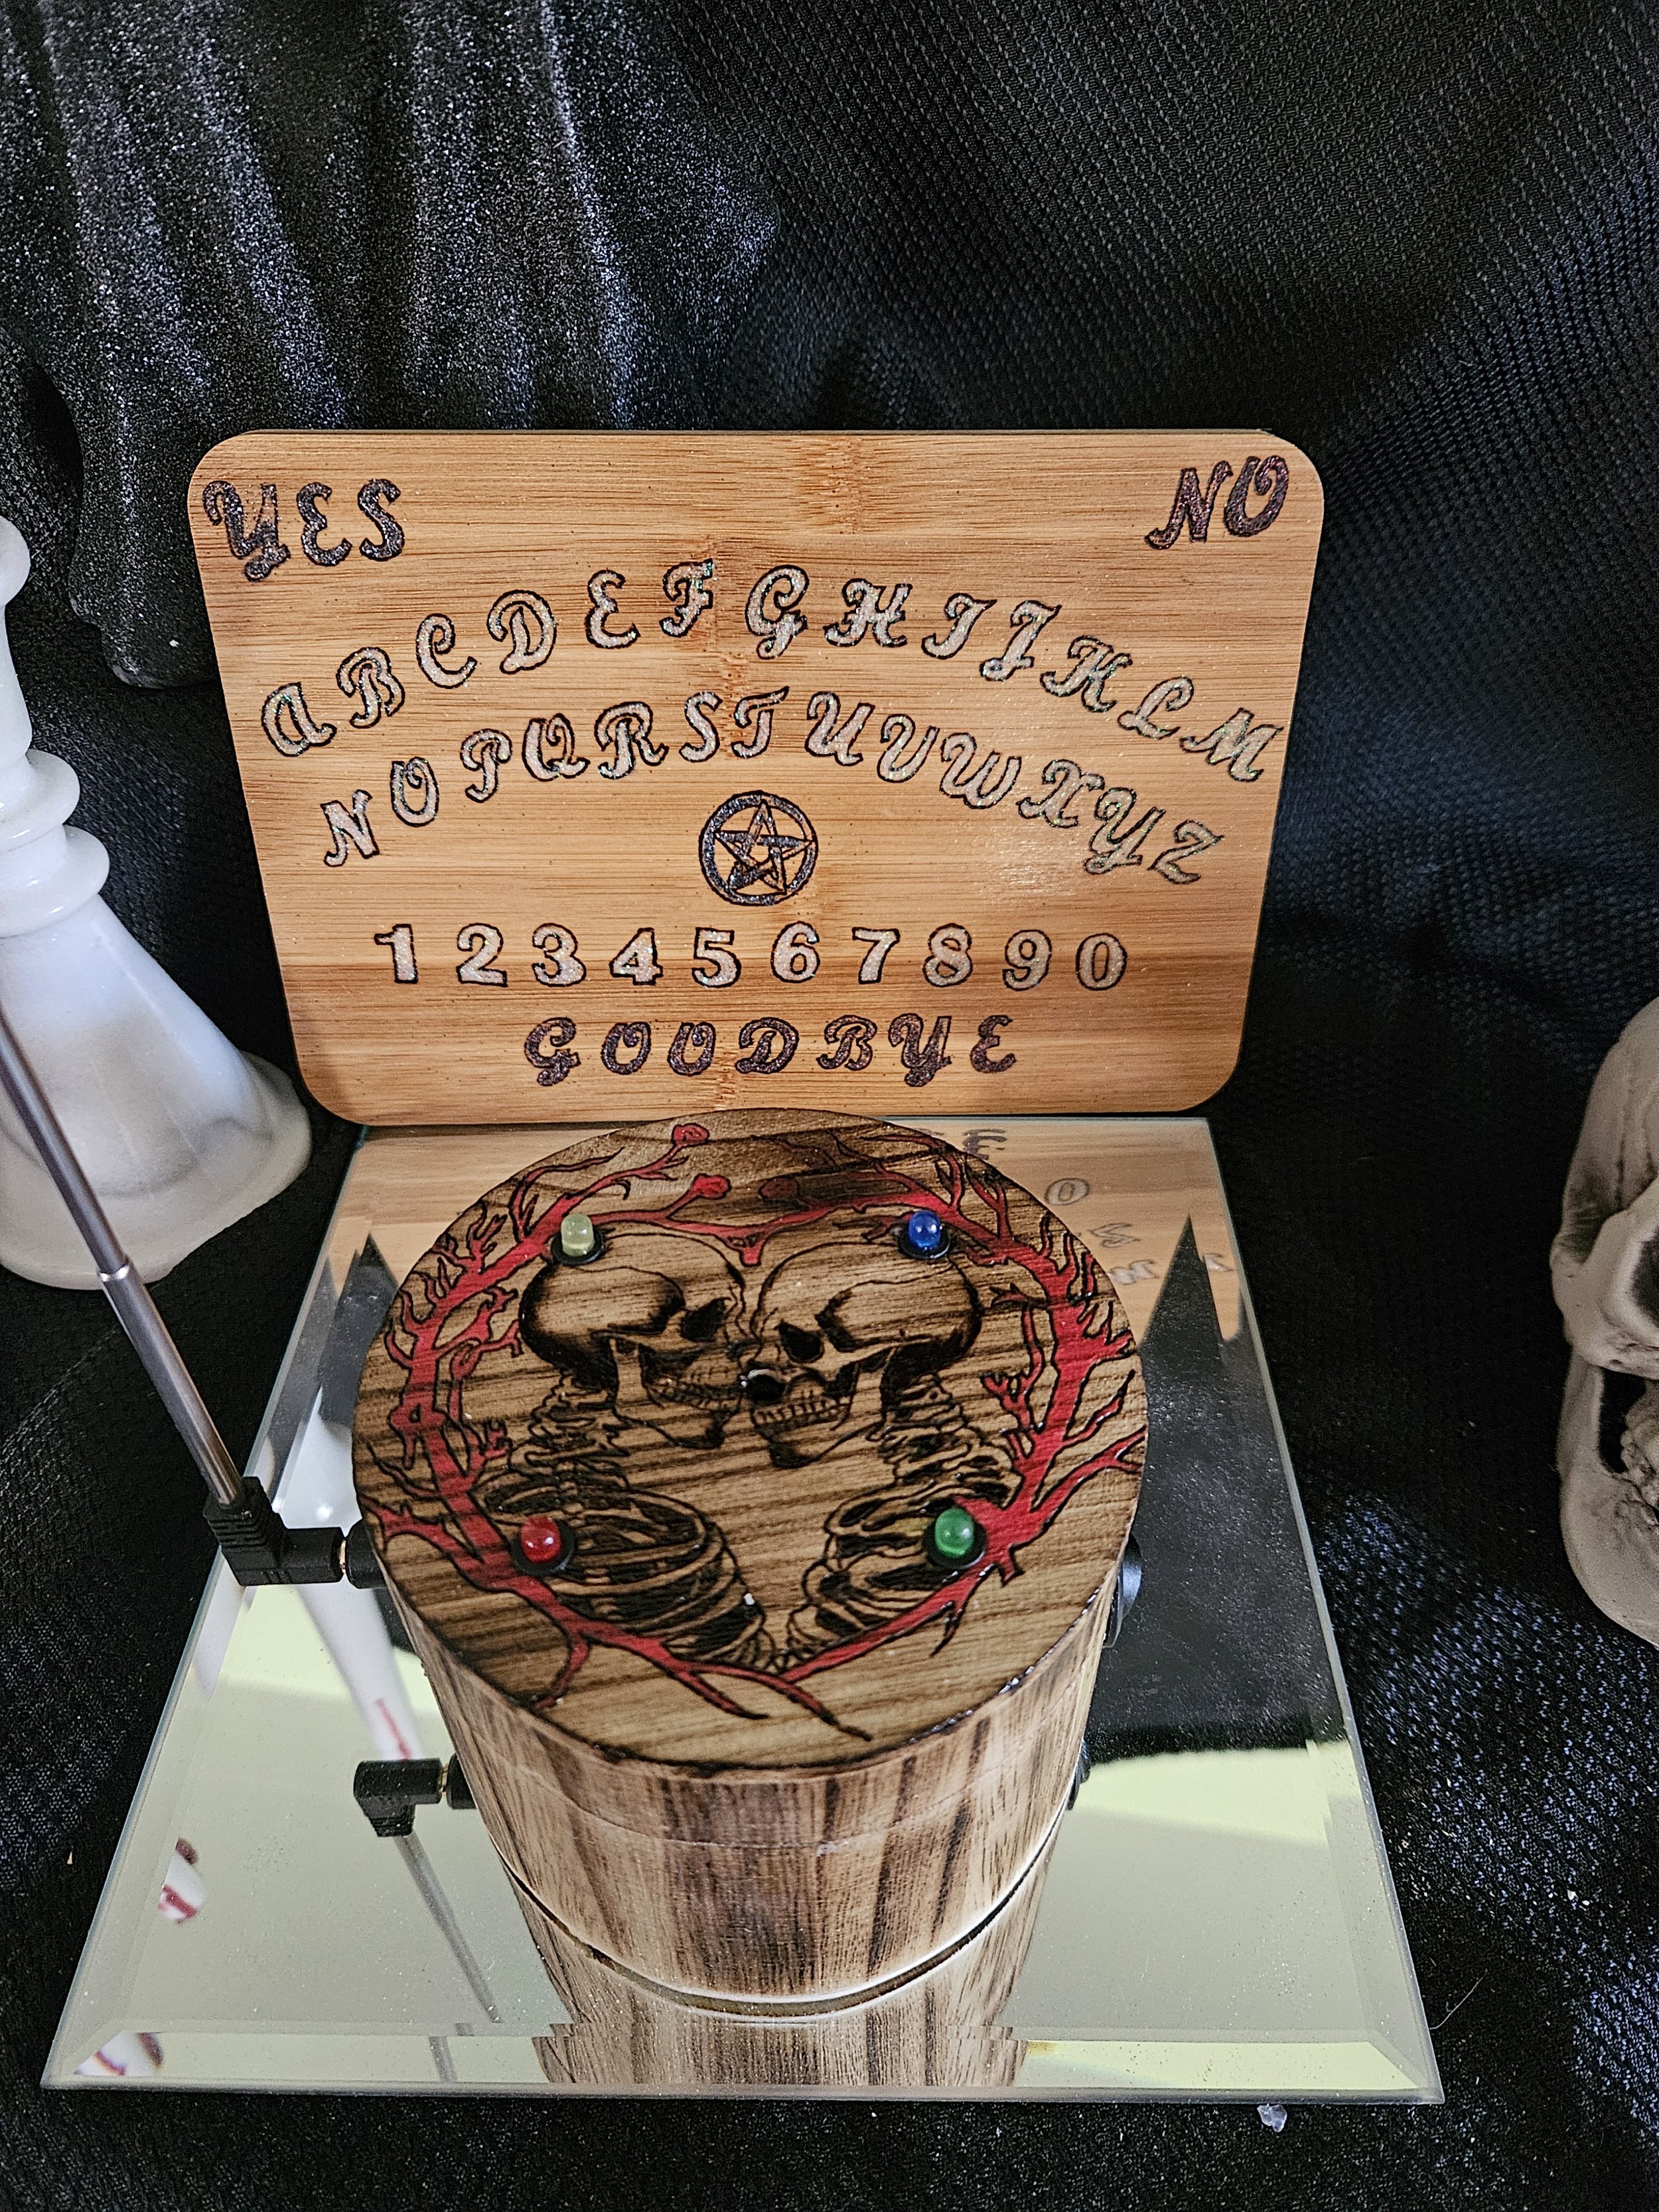 YES NO
ABCDEFGHIJKLM
NOPQRSTUVWXYZ
1234567890
GOODBYE